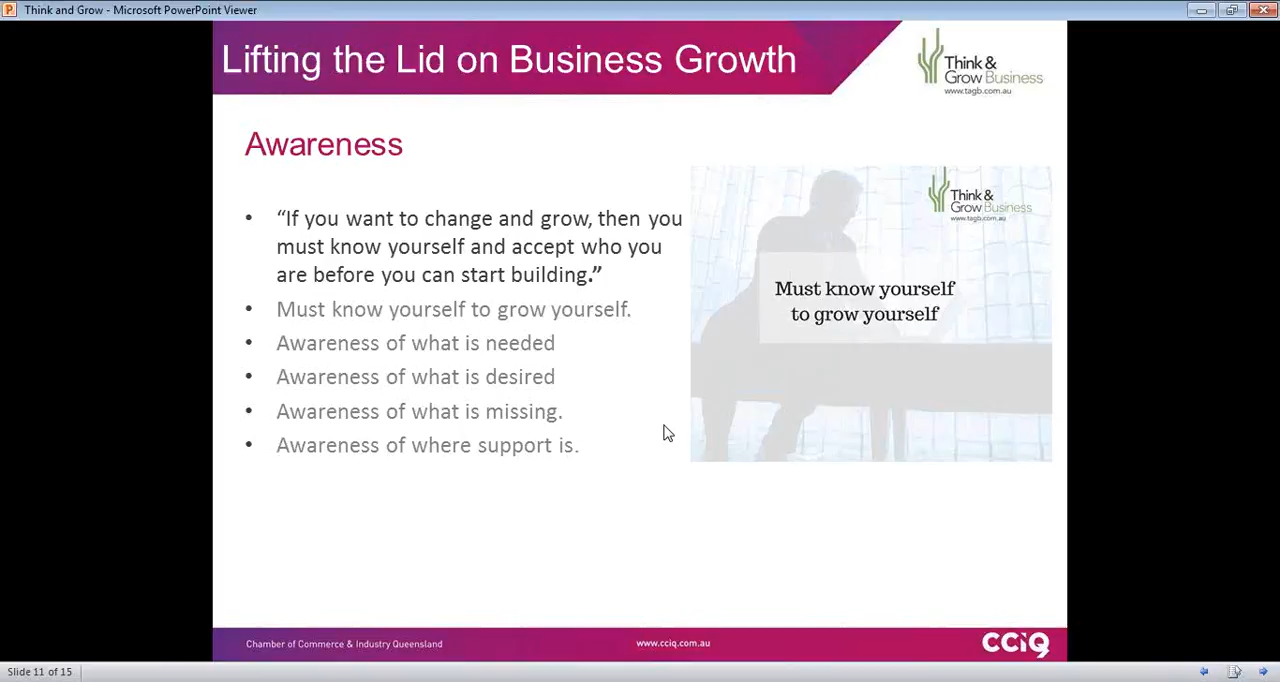 Think and Grow - Microsoft PowerPoint Viewer
Lifting the Lid on Business Growth
Think &
Grow Business
www.tagb.com.au
Awareness
• “If you want to change and grow, then you
must know yourself and accept who you
are before you can start building.”
• Must know yourself to grow yourself.
• Awareness of what is needed
• Awareness of what is desired
• Awareness of what is missing.
• Awareness of where support is.
Think &
Grow Business
www.tagb.com.au
Must know yourself
to grow yourself
Chamber of Commerce & Industry Queensland
www.cciq.com.au
CCIQ
Slide 11 of 15